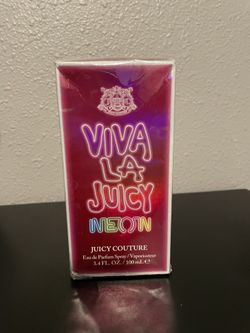 VIVA
LA
JUICY
NEON
JUICY COUTURE
Eau de Parfum Spray / Vaporisateur
3.4 FL. OZ. / 100 mL ℮